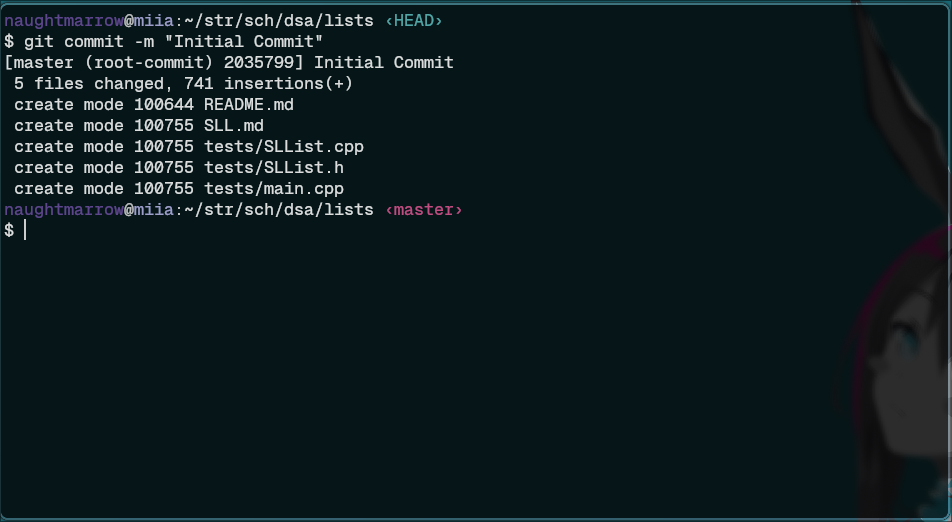 naughtmarrow@miia:~/str/sch/dsa/lists ‹HEAD›
$ git commit -m "Initial Commit"
[master (root-commit) 2035799] Initial Commit
 5 files changed, 741 insertions(+)
 create mode 100644 README.md
 create mode 100755 SLL.md
 create mode 100755 tests/SLList.cpp
 create mode 100755 tests/SLList.h
 create mode 100755 tests/main.cpp
naughtmarrow@miia:~/str/sch/dsa/lists ‹master›
$